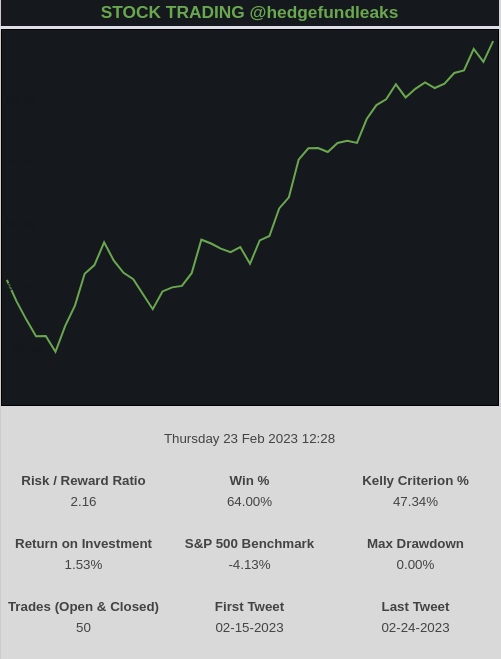 STOCK TRADING @hedgefundleaks
Thursday 23 Feb 2023 12:28
Risk / Reward Ratio Win % Kelly Criterion %
2.16 64.00% 47.34%
Return on Investment S&P 500 Benchmark Max Drawdown
1.53% -4.13% 0.00%
Trades (Open & Closed) First Tweet Last Tweet
50 02-15-2023 02-24-2023